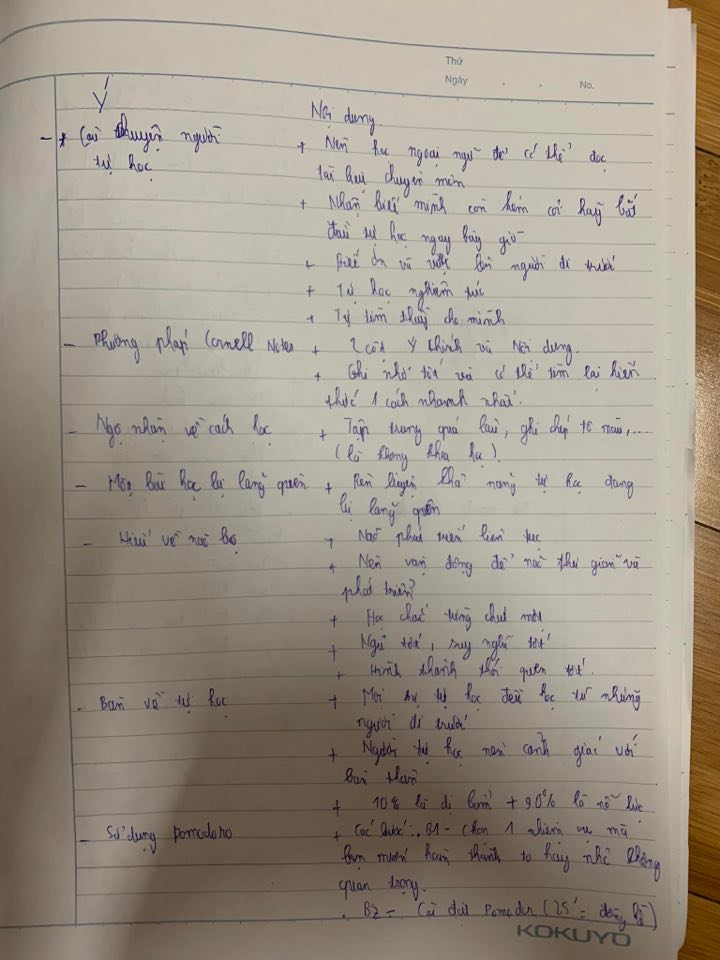 Thứ
Ngày . . No.
Ý
Nội dung
- + Câu chuyện người
tự học
+ Nên học ngoại ngữ để có thể đọc
tài liệu chuyên môn
+ Nhận biết mình còn kém cỏi hãy bắt
đầu tự học ngay bây giờ
+ Biết ơn và vượt lên người đi trước
+ Tự học nghiêm túc
+ Tự tìm thầy cho mình
- Phương pháp Cornell Notes
+ 2 cột Ý chính và Nội dung.
+ Ghi nhớ tốt và có thể tìm lại kiến
thức 1 cách nhanh nhất.
- Ngộ nhận về cách học
+ Tập trung quá lâu, ghi chép tô màu,...
(là không khoa học).
- Môn học bị lãng quên
+ Rèn luyện khả năng tự học đang
bị lãng quên
- Hiểu về não bộ
+ Não phát triển liên tục
+ Nên vận động để não thư giãn và
phát triển
+ Học chắc từng chút một
+ Ngủ tốt, suy nghĩ tốt
+ Hình thành thói quen tốt.
- Bàn về tự học
+ Mọi sự tự học đều học từ những
người đi trước
+ Người tự học nên cảnh giác với
bản thân
+ 10% là di + 90% là nỗ lực
- Sử dụng pomodoro
+ Các bước: B1 - Chọn 1 nhiệm vụ mà
bạn muốn hoàn thành to hay nhỏ không
quan trọng.
. B2 - Cài đặt Pomodor (25' = đồng hồ)
KOKUYO